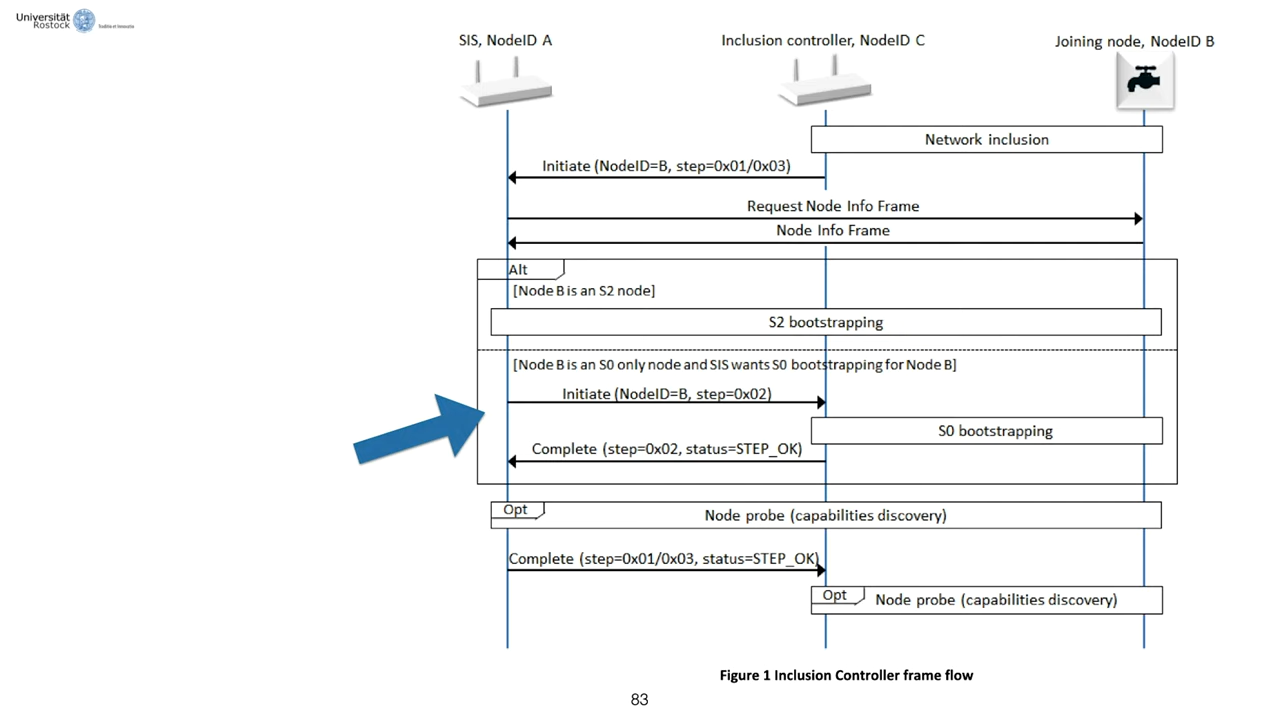 Universität
Rostock
Traditio et Innovatio
SIS, NodeID A
Inclusion controller, NodeID C
Joining node, NodeID B
Network inclusion
Initiate (NodeID=B, step=0x01/0x03)
Request Node Info Frame
Node Info Frame
Alt
[Node B is an S2 node]
S2 bootstrapping
[Node B is an S0 only node and SIS wants S0 bootstrapping for Node B]
Initiate (NodeID=B, step=0x02)
S0 bootstrapping
Complete (step=0x02, status=STEP_OK)
Opt
Node probe (capabilities discovery)
Complete (step=0x01/0x03, status=STEP_OK)
Opt
Node probe (capabilities discovery)
Figure 1 Inclusion Controller frame flow
83